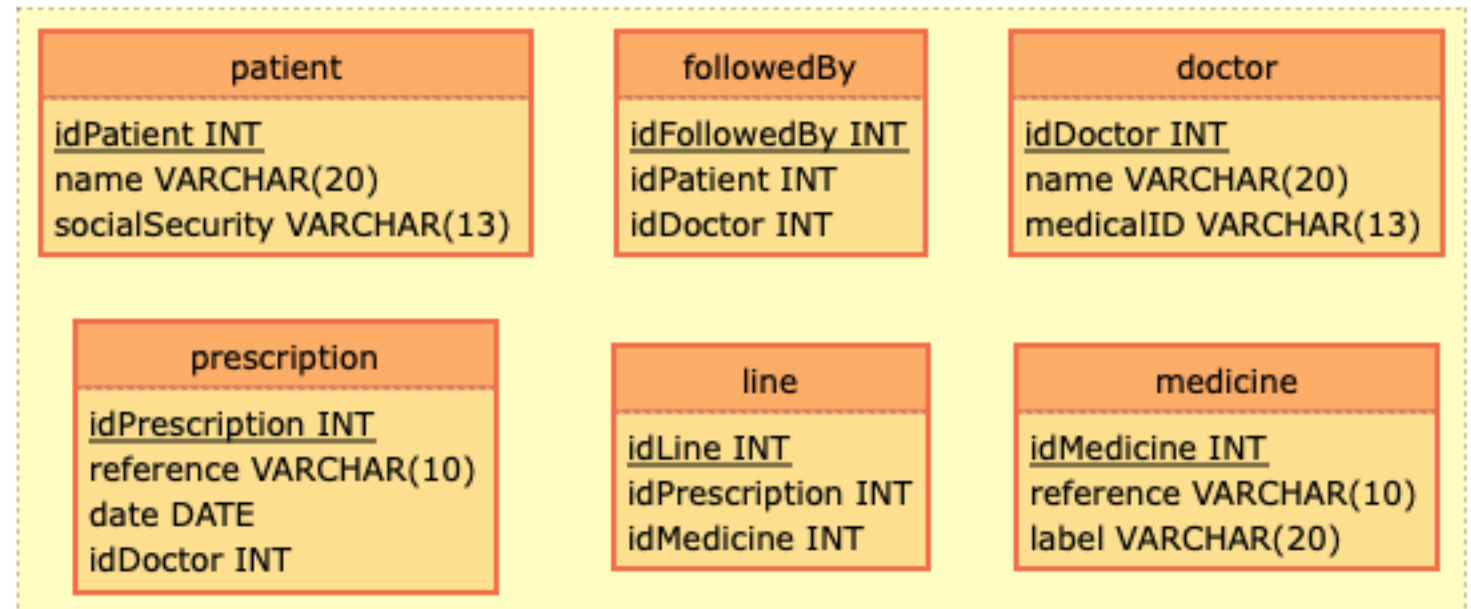 patient
idPatient INT
name VARCHAR(20)
socialSecurity VARCHAR(13)
followedBy
idFollowedBy INT
idPatient INT
idDoctor INT
doctor
idDoctor INT
name VARCHAR(20)
medicalID VARCHAR(13)
prescription
idPrescription INT
reference VARCHAR(10)
date DATE
idDoctor INT
line
idLine INT
idPrescription INT
idMedicine INT
medicine
idMedicine INT
reference VARCHAR(10)
label VARCHAR(20)